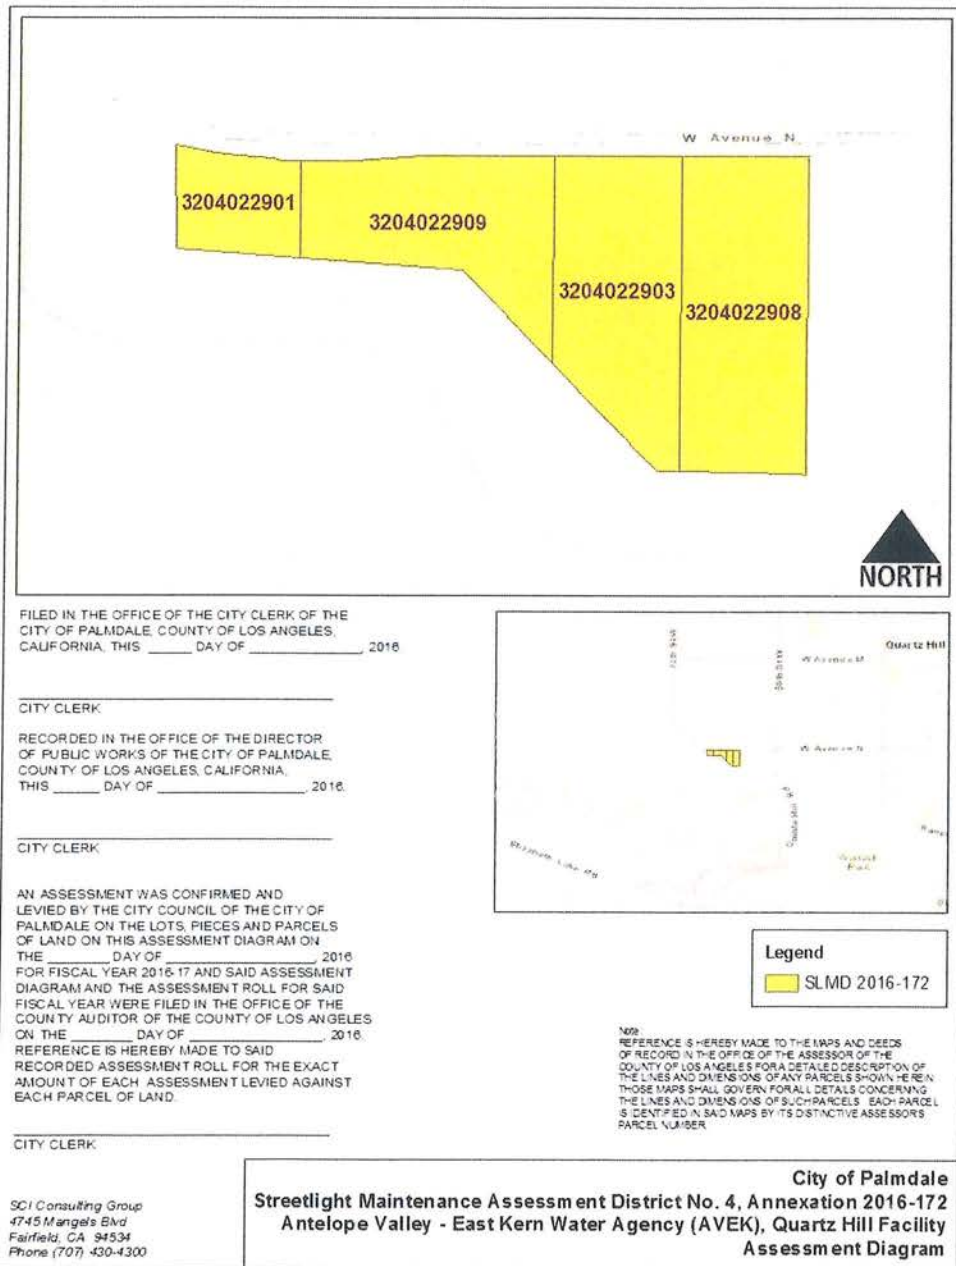 W Avenue N
3204022901
3204022909
3204022903
3204022908
NORTH
FILED IN THE OFFICE OF THE CITY CLERK OF THE
CITY OF PALMDALE, COUNTY OF LOS ANGELES,
CALIFORNIA, THIS ______ DAY OF ____________, 2016
CITY CLERK
RECORDED IN THE OFFICE OF THE DIRECTOR
OF PUBLIC WORKS OF THE CITY OF PALMDALE,
COUNTY OF LOS ANGELES, CALIFORNIA,
THIS ______ DAY OF ________________, 2016.
CITY CLERK
AN ASSESSMENT WAS CONFIRMED AND
LEVIED BY THE CITY COUNCIL OF THE CITY OF
PALMDALE ON THE LOTS, PIECES AND PARCELS
OF LAND ON THIS ASSESSMENT DIAGRAM ON
THE ________ DAY OF ________________, 2016
FOR FISCAL YEAR 2016-17 AND SAID ASSESSMENT
DIAGRAM AND THE ASSESSMENT ROLL FOR SAID
FISCAL YEAR WERE FILED IN THE OFFICE OF THE
COUNTY AUDITOR OF THE COUNTY OF LOS ANGELES
ON THE ________ DAY OF ______________, 2016.
REFERENCE IS HEREBY MADE TO SAID
RECORDED ASSESSMENT ROLL FOR THE EXACT
AMOUNT OF EACH ASSESSMENT LEVIED AGAINST
EACH PARCEL OF LAND.
CITY CLERK
Quartz Hill
W Avenue M
W Avenue N
Quartz Hill Rd
Elizabeth Lake Rd
Park
Legend
SLMD 2016-172
Note:
REFERENCE IS HEREBY MADE TO THE MAPS AND DEEDS
OF RECORD IN THE OFFICE OF THE ASSESSOR OF THE
COUNTY OF LOS ANGELES FOR A DETAILED DESCRIPTION OF
THE LINES AND DIMENSIONS OF ANY PARCELS SHOWN HEREIN
THOSE MAPS SHALL GOVERN FOR ALL DETAILS CONCERNING
THE LINES AND DIMENSIONS OF SUCH PARCELS EACH PARCEL
IS IDENTIFIED IN SAID MAPS BY ITS DISTINCTIVE ASSESSOR'S
PARCEL NUMBER
SCI Consulting Group
4745 Mangels Blvd
Fairfield, CA 94534
Phone (707) 430-4300
City of Palmdale
Streetlight Maintenance Assessment District No. 4, Annexation 2016-172
Antelope Valley - East Kern Water Agency (AVEK), Quartz Hill Facility
Assessment Diagram